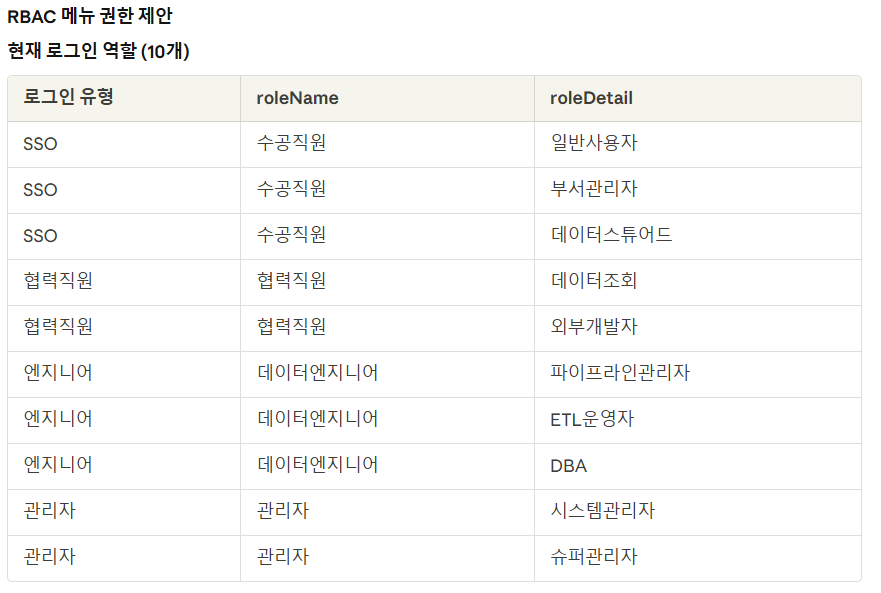 RBAC 메뉴 권한 제안
현재 로그인 역할 (10개)
로그인 유형 roleName roleDetail
SSO 수공직원 일반사용자
SSO 수공직원 부서관리자
SSO 수공직원 데이터스튜어드
협력직원 협력직원 데이터조회
협력직원 협력직원 외부개발자
엔지니어 데이터엔지니어 파이프라인관리자
엔지니어 데이터엔지니어 ETL운영자
엔지니어 데이터엔지니어 DBA
관리자 관리자 시스템관리자
관리자 관리자 슈퍼관리자